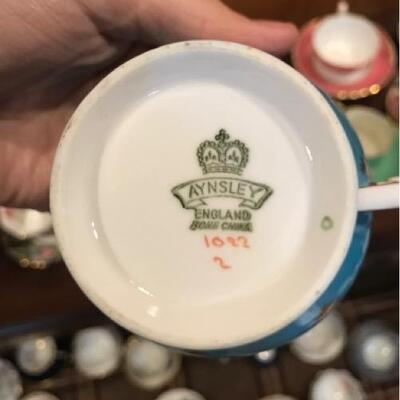 AYNSLEY
ENGLAND
BONE CHINA
1022
2